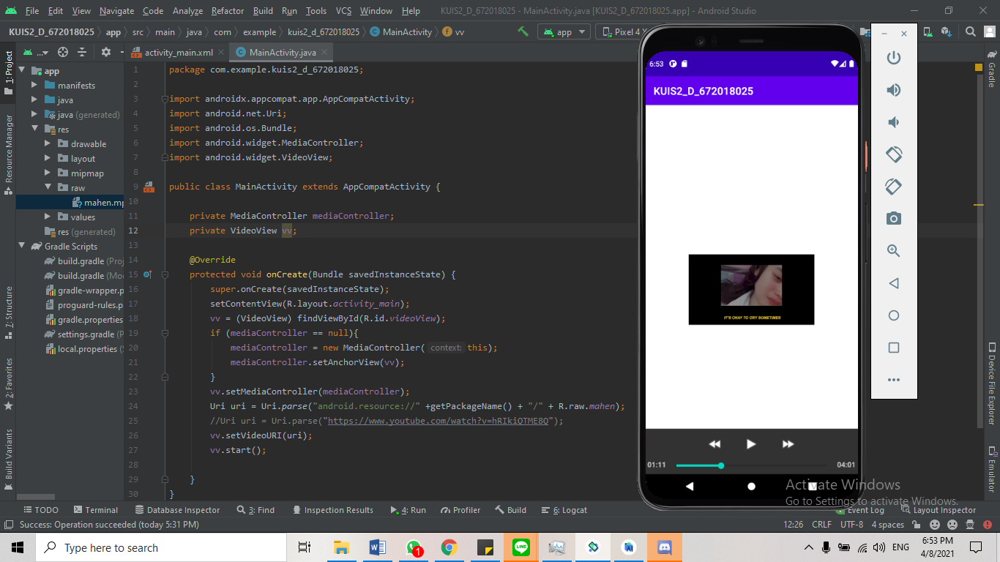 File Edit View Navigate Code Analyze Refactor Build Run Tools VCS Window Help KUIS2_D_672018025 - MainActivity.java [KUIS2_D_672018025.app] - Android Studio
KUIS2_D_672018025 app src main java com example kuis2_d_672018025 MainActivity vv app Pixel 4 X
1: Project
Resource Manager
7: Structure
2: Favorites
Build Variants
... activity_main.xml MainActivity.java
app
manifests
java
java (generated)
res
drawable
layout
mipmap
raw
mahen.mp
values
res (generated)
Gradle Scripts
build.gradle (Proj
build.gradle (Mod
gradle-wrapper.p
proguard-rules.p
gradle.properties
settings.gradle (P
local.properties (S
1 package com.example.kuis2_d_672018025;
2
3 import androidx.appcompat.app.AppCompatActivity;
4 import android.net.Uri;
5 import android.os.Bundle;
6 import android.widget.MediaController;
7 import android.widget.VideoView;
8
9 public class MainActivity extends AppCompatActivity {
10
11 private MediaController mediaController;
12 private VideoView vv;
13
14 @Override
15 protected void onCreate(Bundle savedInstanceState) {
16 super.onCreate(savedInstanceState);
17 setContentView(R.layout.activity_main);
18 vv = (VideoView) findViewById(R.id.videoView);
19 if (mediaController == null){
20 mediaController = new MediaController( context: this);
21 mediaController.setAnchorView(vv);
22 }
23 vv.setMediaController(mediaController);
24 Uri uri = Uri.parse("android.resource://" +getPackageName() + "/" + R.raw.mahen);
25 //Uri uri = Uri.parse("https://www.youtube.com/watch?v=hRIkiQTME8Q");
26 vv.setVideoURI(uri);
27 vv.start();
28
29 }
30 }
6:53
KUIS2_D_672018025
IT'S OKAY TO CRY SOMETIMES
01:11 04:01
Gradle
Device File Explorer
Emulator
Activate Windows
Go to Settings to activate Windows.
TODO Terminal Database Inspector 3: Find Inspection Results 4: Run Profiler Build 6: Logcat Event Log Layout Inspector
Success: Operation succeeded (today 5:31 PM) 12:26 CRLF UTF-8 4 spaces
Type here to search 1 LINE ENG 6:53 PM
4/8/2021